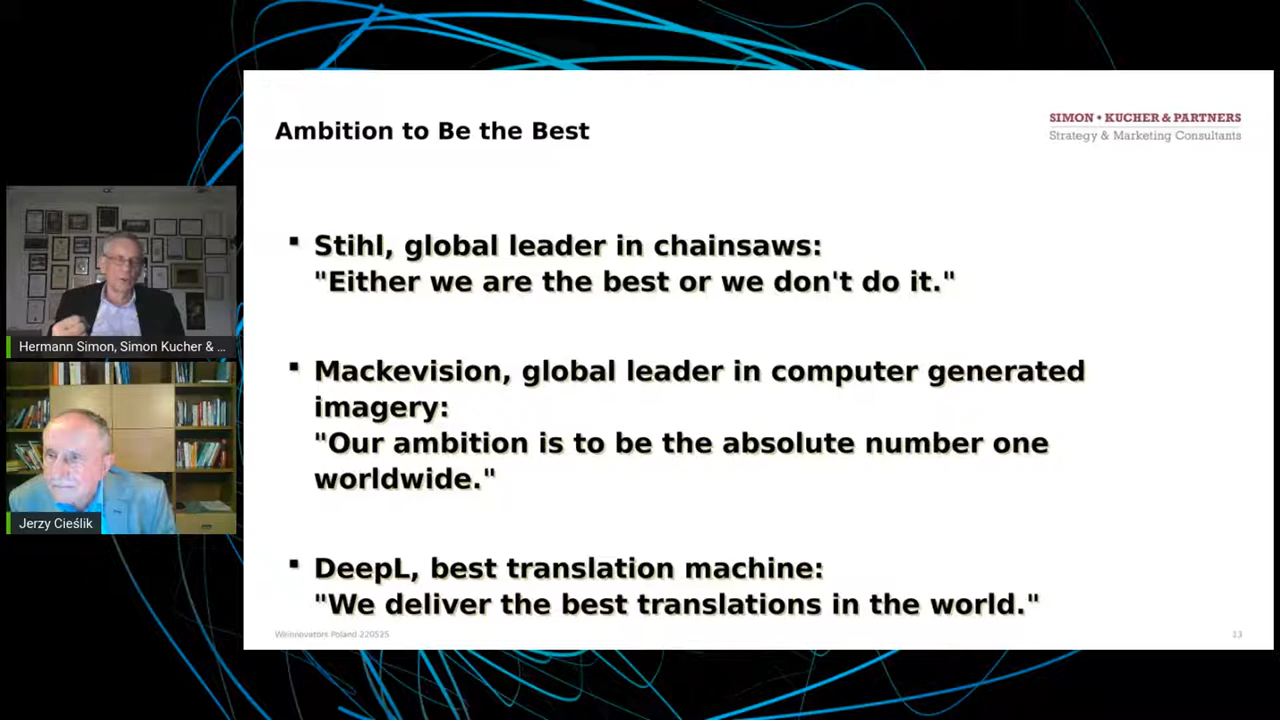 Ambition to Be the Best
SIMON • KUCHER & PARTNERS
Strategy & Marketing Consultants
Stihl, global leader in chainsaws:
"Either we are the best or we don't do it."
Mackevision, global leader in computer generated
imagery:
"Our ambition is to be the absolute number one
worldwide."
DeepL, best translation machine:
"We deliver the best translations in the world."
Poland 220525
13
Hermann Simon, Simon Kucher & ...
Jerzy Cieślik